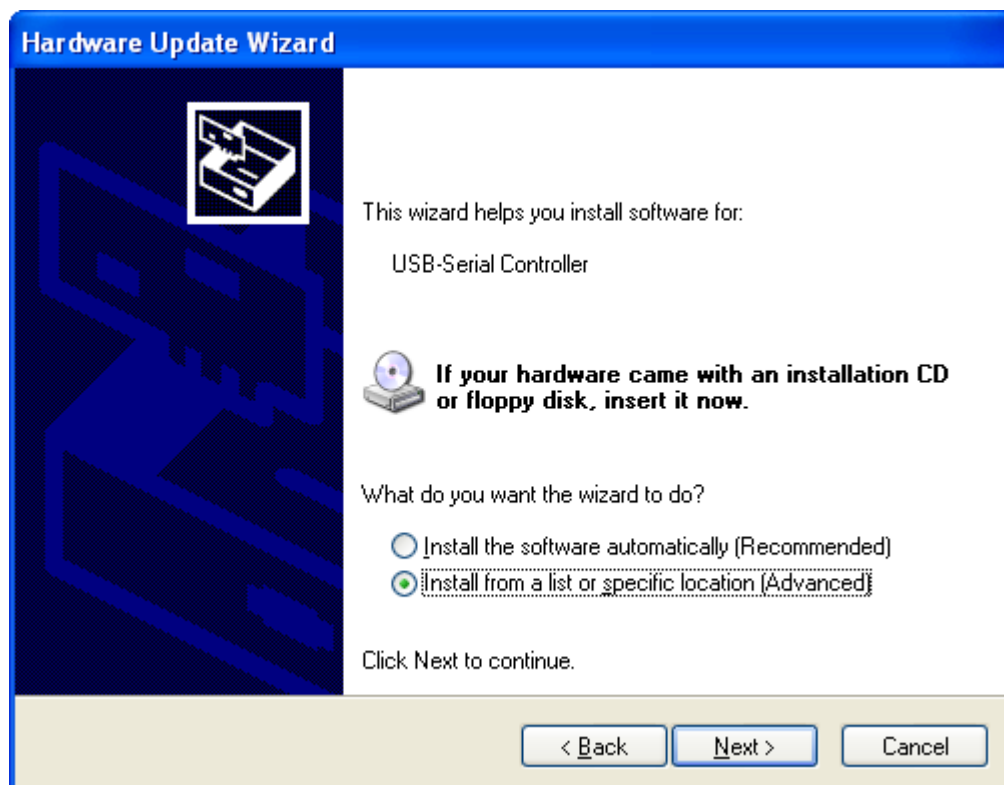 Hardware Update Wizard
This wizard helps you install software for:
USB-Serial Controller
If your hardware came with an installation CD
or floppy disk, insert it now.
What do you want the wizard to do?
Install the software automatically (Recommended)
Install from a list or specific location (Advanced)
Click Next to continue.
< Back Next > Cancel